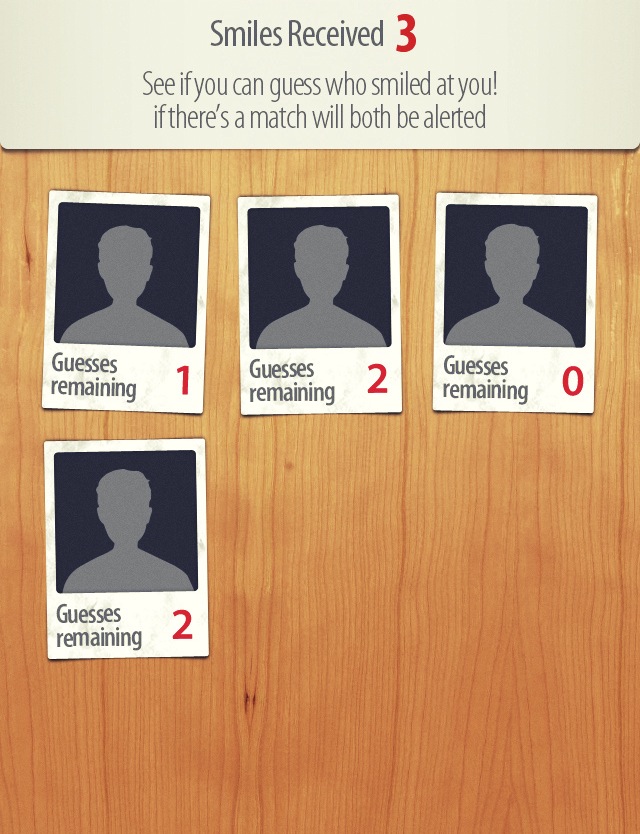 Smiles Received 3
See if you can guess who smiled at you!
if there's a match will both be alerted
Guesses
remaining 1
Guesses
remaining 2
Guesses
remaining 0
Guesses
remaining 2